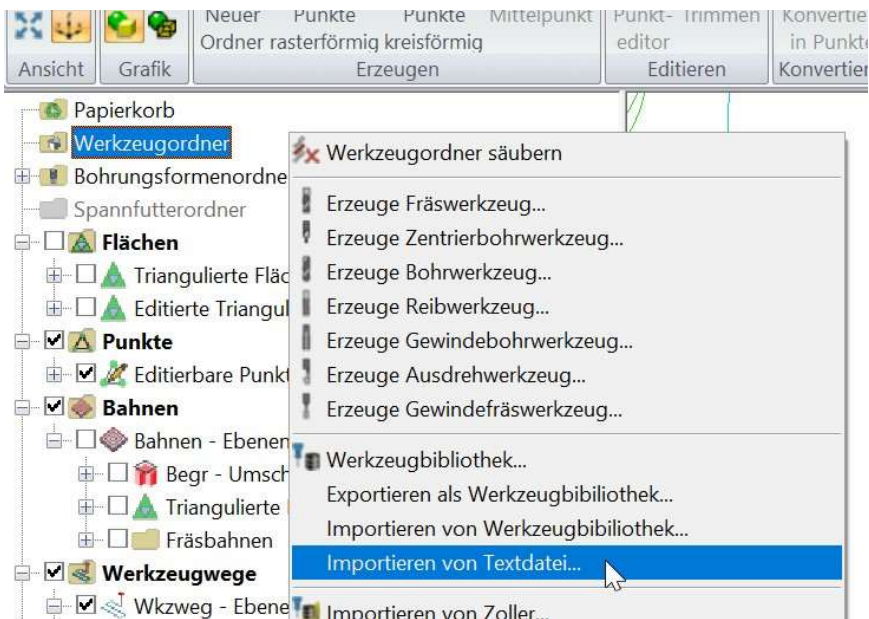 Neuer Punkte Punkte Mittelpunkt Punkt- Trimmen Konvertie
Ordner rasterförmig kreisförmig editor in Punkte
Ansicht Grafik Erzeugen Editieren Konvertier
Papierkorb
Werkzeugordner
Bohrungsformenordne
Spannfutterordner
Flächen
Triangulierte Fläc
Editierte Triangul
Punkte
Editierbare Punkt
Bahnen
Bahnen - Ebenen
Begr - Umsch
Triangulierte
Fräsbahnen
Werkzeugwege
Wkzweg - Ebene
Werkzeugordner säubern
Erzeuge Fräswerkzeug...
Erzeuge Zentrierbohrwerkzeug...
Erzeuge Bohrwerkzeug...
Erzeuge Reibwerkzeug...
Erzeuge Gewindebohrwerkzeug...
Erzeuge Ausdrehwerkzeug...
Erzeuge Gewindefräswerkzeug...
Werkzeugbibliothek...
Exportieren als Werkzeugbibiliothek...
Importieren von Werkzeugbibiliothek...
Importieren von Textdatei...
Importieren von Zoller...